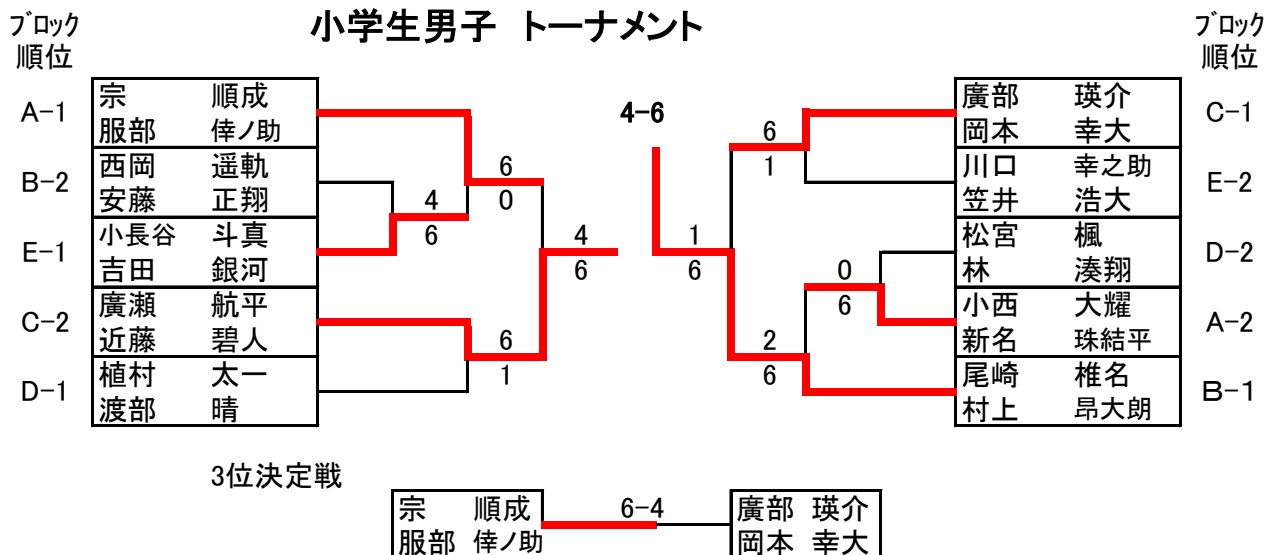 小学生男子 トーナメント
ブロック
順位
ブロック
順位
A-1
宗 順成
服部 倖ノ助
B-2
西岡 遥軌
安藤 正翔
E-1
小長谷 斗真
吉田 銀河
C-2
廣瀬 航平
近藤 碧人
D-1
植村 太一
渡部 晴
4
6
6
0
6
1
4
6
4-6
1
6
6
1
2
6
0
6
廣部 瑛介
岡本 幸大
C-1
川口 幸之助
笠井 浩大
E-2
松宮 楓
林 湊翔
D-2
小西 大耀
新名 珠結平
A-2
尾崎 椎名
村上 昂大朗
B-1
3位決定戦
宗 順成
服部 倖ノ助
6-4
廣部 瑛介
岡本 幸大